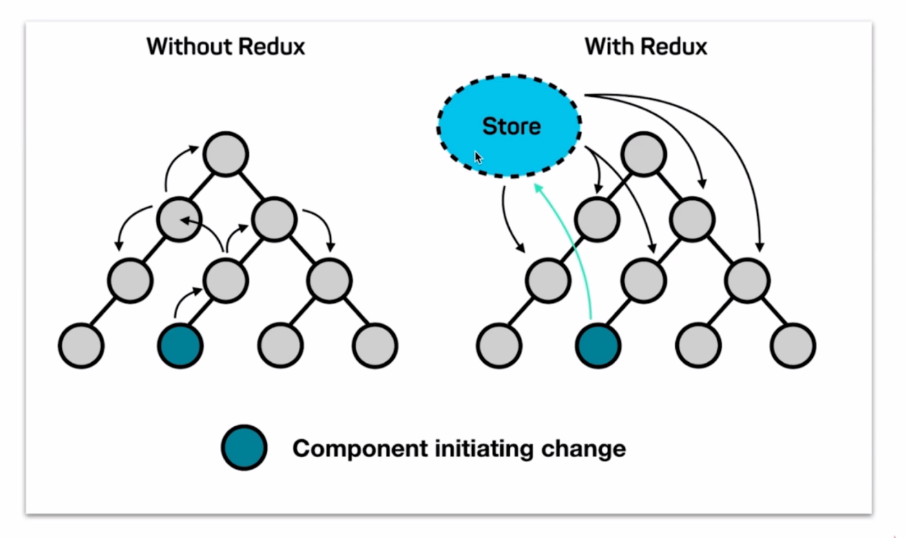 Without Redux
With Redux
Store
Component initiating change